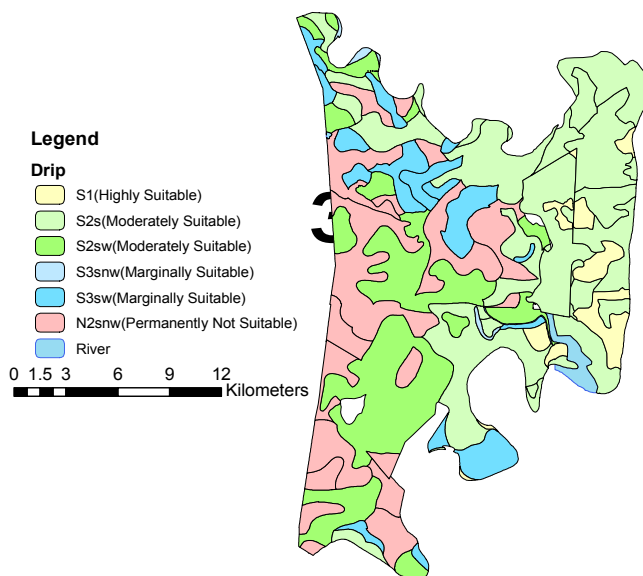 Legend
Drip
S1(Highly Suitable)
S2s(Moderately Suitable)
S2sw(Moderately Suitable)
S3snw(Marginally Suitable)
S3sw(Marginally Suitable)
N2snw(Permanently Not Suitable)
River
0 1.5 3 6 9 12
Kilometers
3